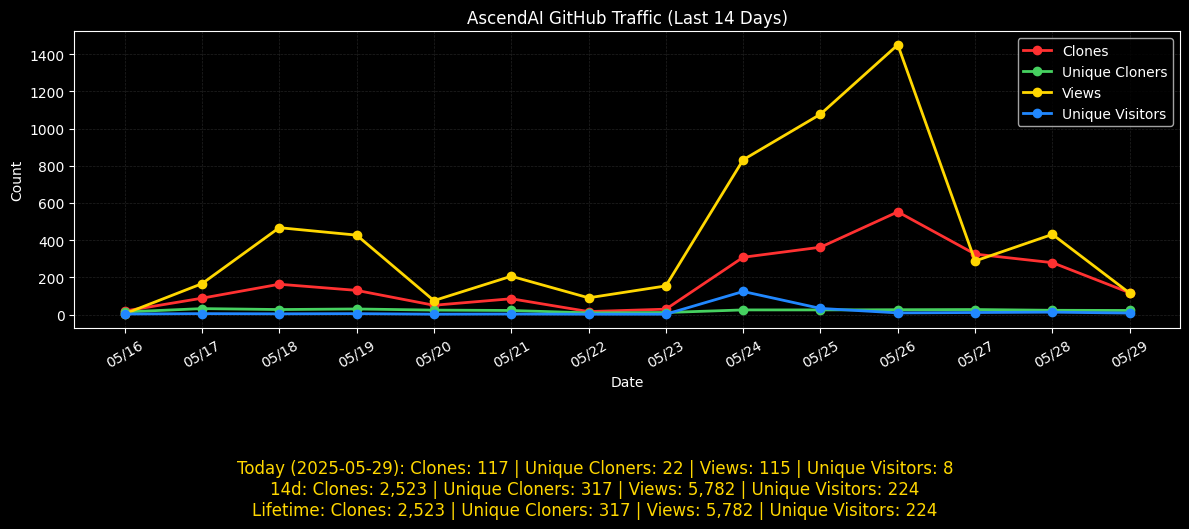 AscendAI GitHub Traffic (Last 14 Days)
Clones
Unique Cloners
Views
Unique Visitors
Count
1400
1200
1000
800
600
400
200
0
05/16 05/17 05/18 05/19 05/20 05/21 05/22 05/23 05/24 05/25 05/26 05/27 05/28 05/29
Date
Today (2025-05-29): Clones: 117 | Unique Cloners: 22 | Views: 115 | Unique Visitors: 8
14d: Clones: 2,523 | Unique Cloners: 317 | Views: 5,782 | Unique Visitors: 224
Lifetime: Clones: 2,523 | Unique Cloners: 317 | Views: 5,782 | Unique Visitors: 224